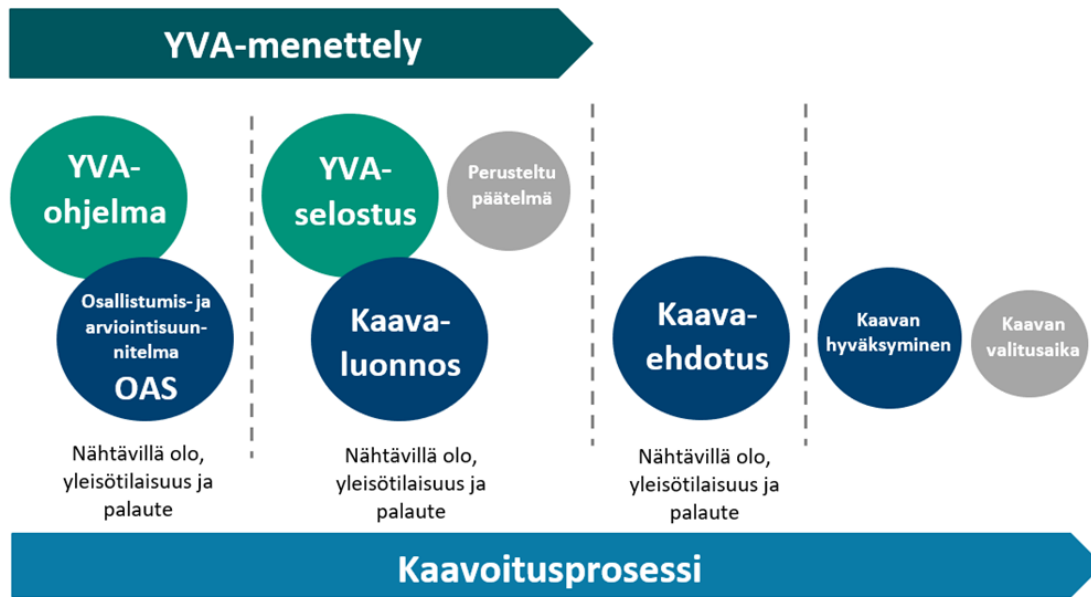 YVA-menettely
YVA-
ohjelma
YVA-
selostus
Perusteltu
päätelmä
Osallistumis- ja
arviointisuun-
nitelma
OAS
Kaava-
luonnos
Kaava-
ehdotus
Kaavan
hyväksyminen
Kaavan
valitusaika
Nähtävillä olo,
yleisötilaisuus ja
palaute
Nähtävillä olo,
yleisötilaisuus ja
palaute
Nähtävillä olo,
yleisötilaisuus ja
palaute
Kaavoitusprosessi